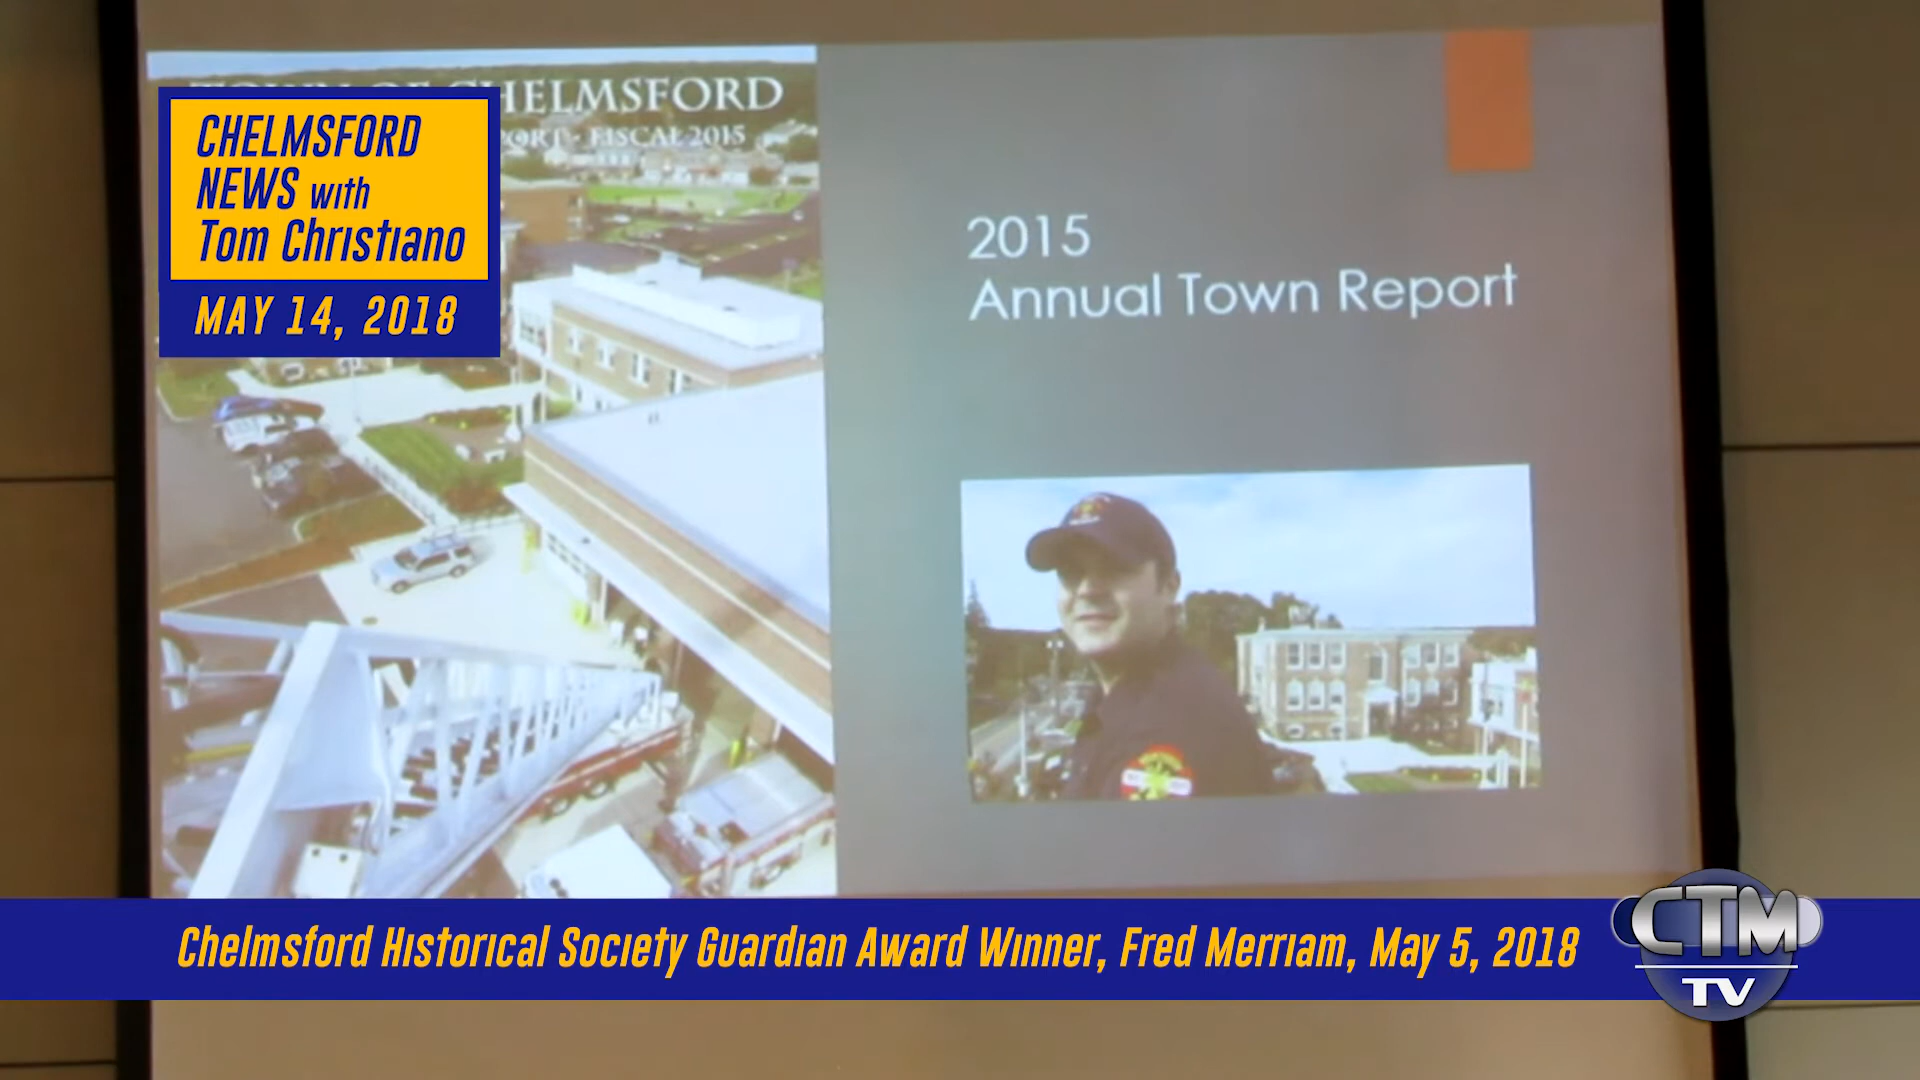 CHELMSFORD
FISCAL 2015
CHELMSFORD
NEWS with
Tom Christiano
MAY 14, 2018
2015
Annual Town Report
Chelmsford Historical Society Guardian Award Winner, Fred Merriam, May 5, 2018
CTM
TV